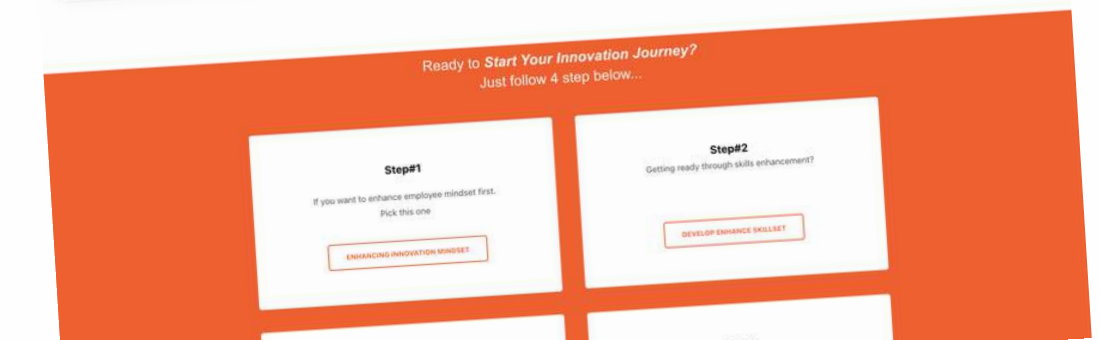 Ready to Start Your Innovation Journey?
Just follow 4 step below...
Step#1
If you want to enhance employee mindset first.
Pick this one
ENHANCING INNOVATION MINDSET
Step#2
Getting ready through skills enhancement?
DEVELOP ENHANCE SKILLSET